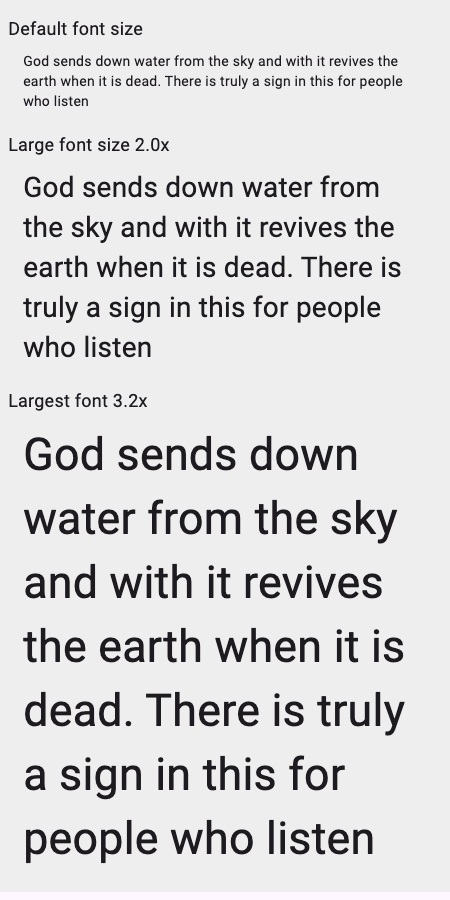 Default font size
God sends down water from the sky and with it revives the
earth when it is dead. There is truly a sign in this for people
who listen
Large font size 2.0x
God sends down water from
the sky and with it revives the
earth when it is dead. There is
truly a sign in this for people
who listen
Largest font 3.2x
God sends down
water from the sky
and with it revives
the earth when it is
dead. There is truly
a sign in this for
people who listen